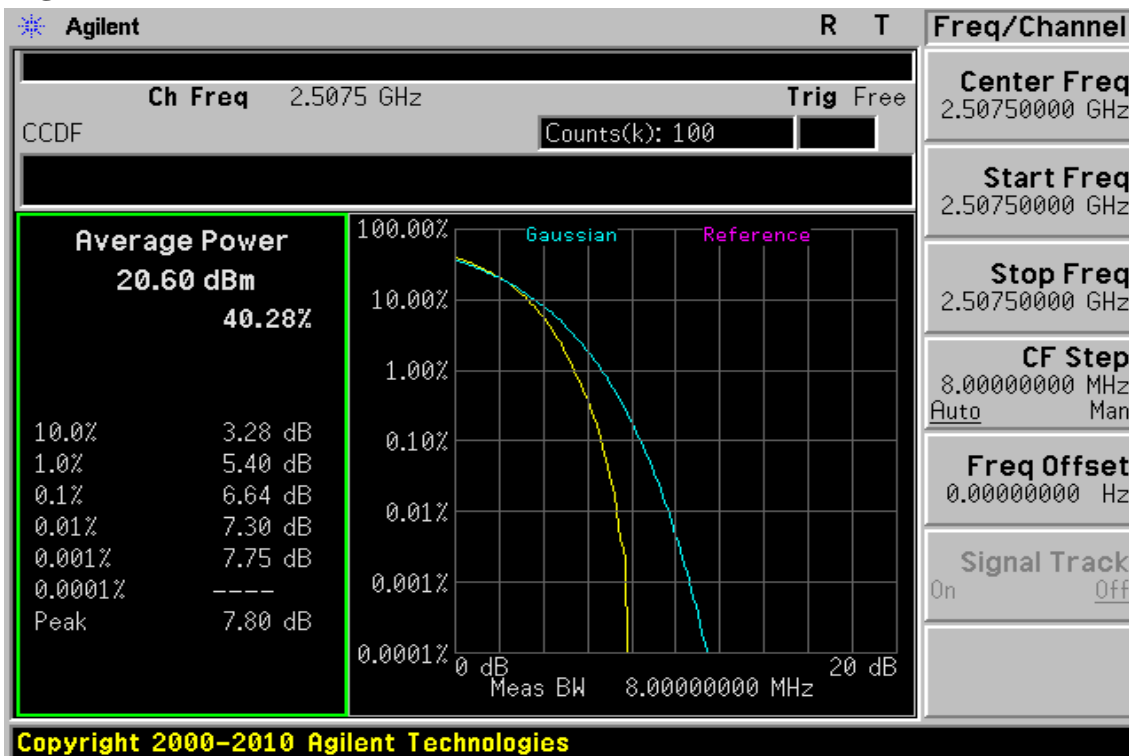 Agilent R T
Ch Freq 2.5075 GHz Trig Free
CCDF
Counts(k): 100
Average Power
20.60 dBm
40.28%
10.0% 3.28 dB
1.0% 5.40 dB
0.1% 6.64 dB
0.01% 7.30 dB
0.001% 7.75 dB
0.0001% ----
Peak 7.80 dB
Gaussian Reference
100.00%
10.00%
1.00%
0.10%
0.01%
0.001%
0.0001%
0 dB 20 dB
Meas BW 8.00000000 MHz
Freq/Channel
Center Freq
2.50750000 GHz
Start Freq
2.50750000 GHz
Stop Freq
2.50750000 GHz
CF Step
8.00000000 MHz
Auto Man
Freq Offset
0.00000000 Hz
Signal Track
On Off
Copyright 2000-2010 Agilent Technologies